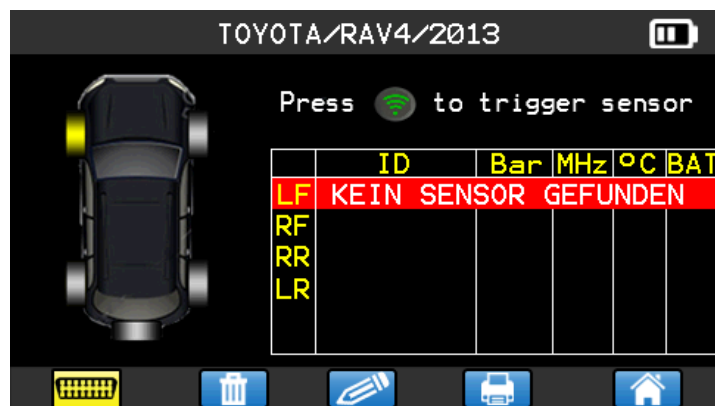 TOYOTA/RAV4/2013
Press to trigger sensor
ID Bar MHz °C BAT
LF KEIN SENSOR GEFUNDEN
RF
RR
LR